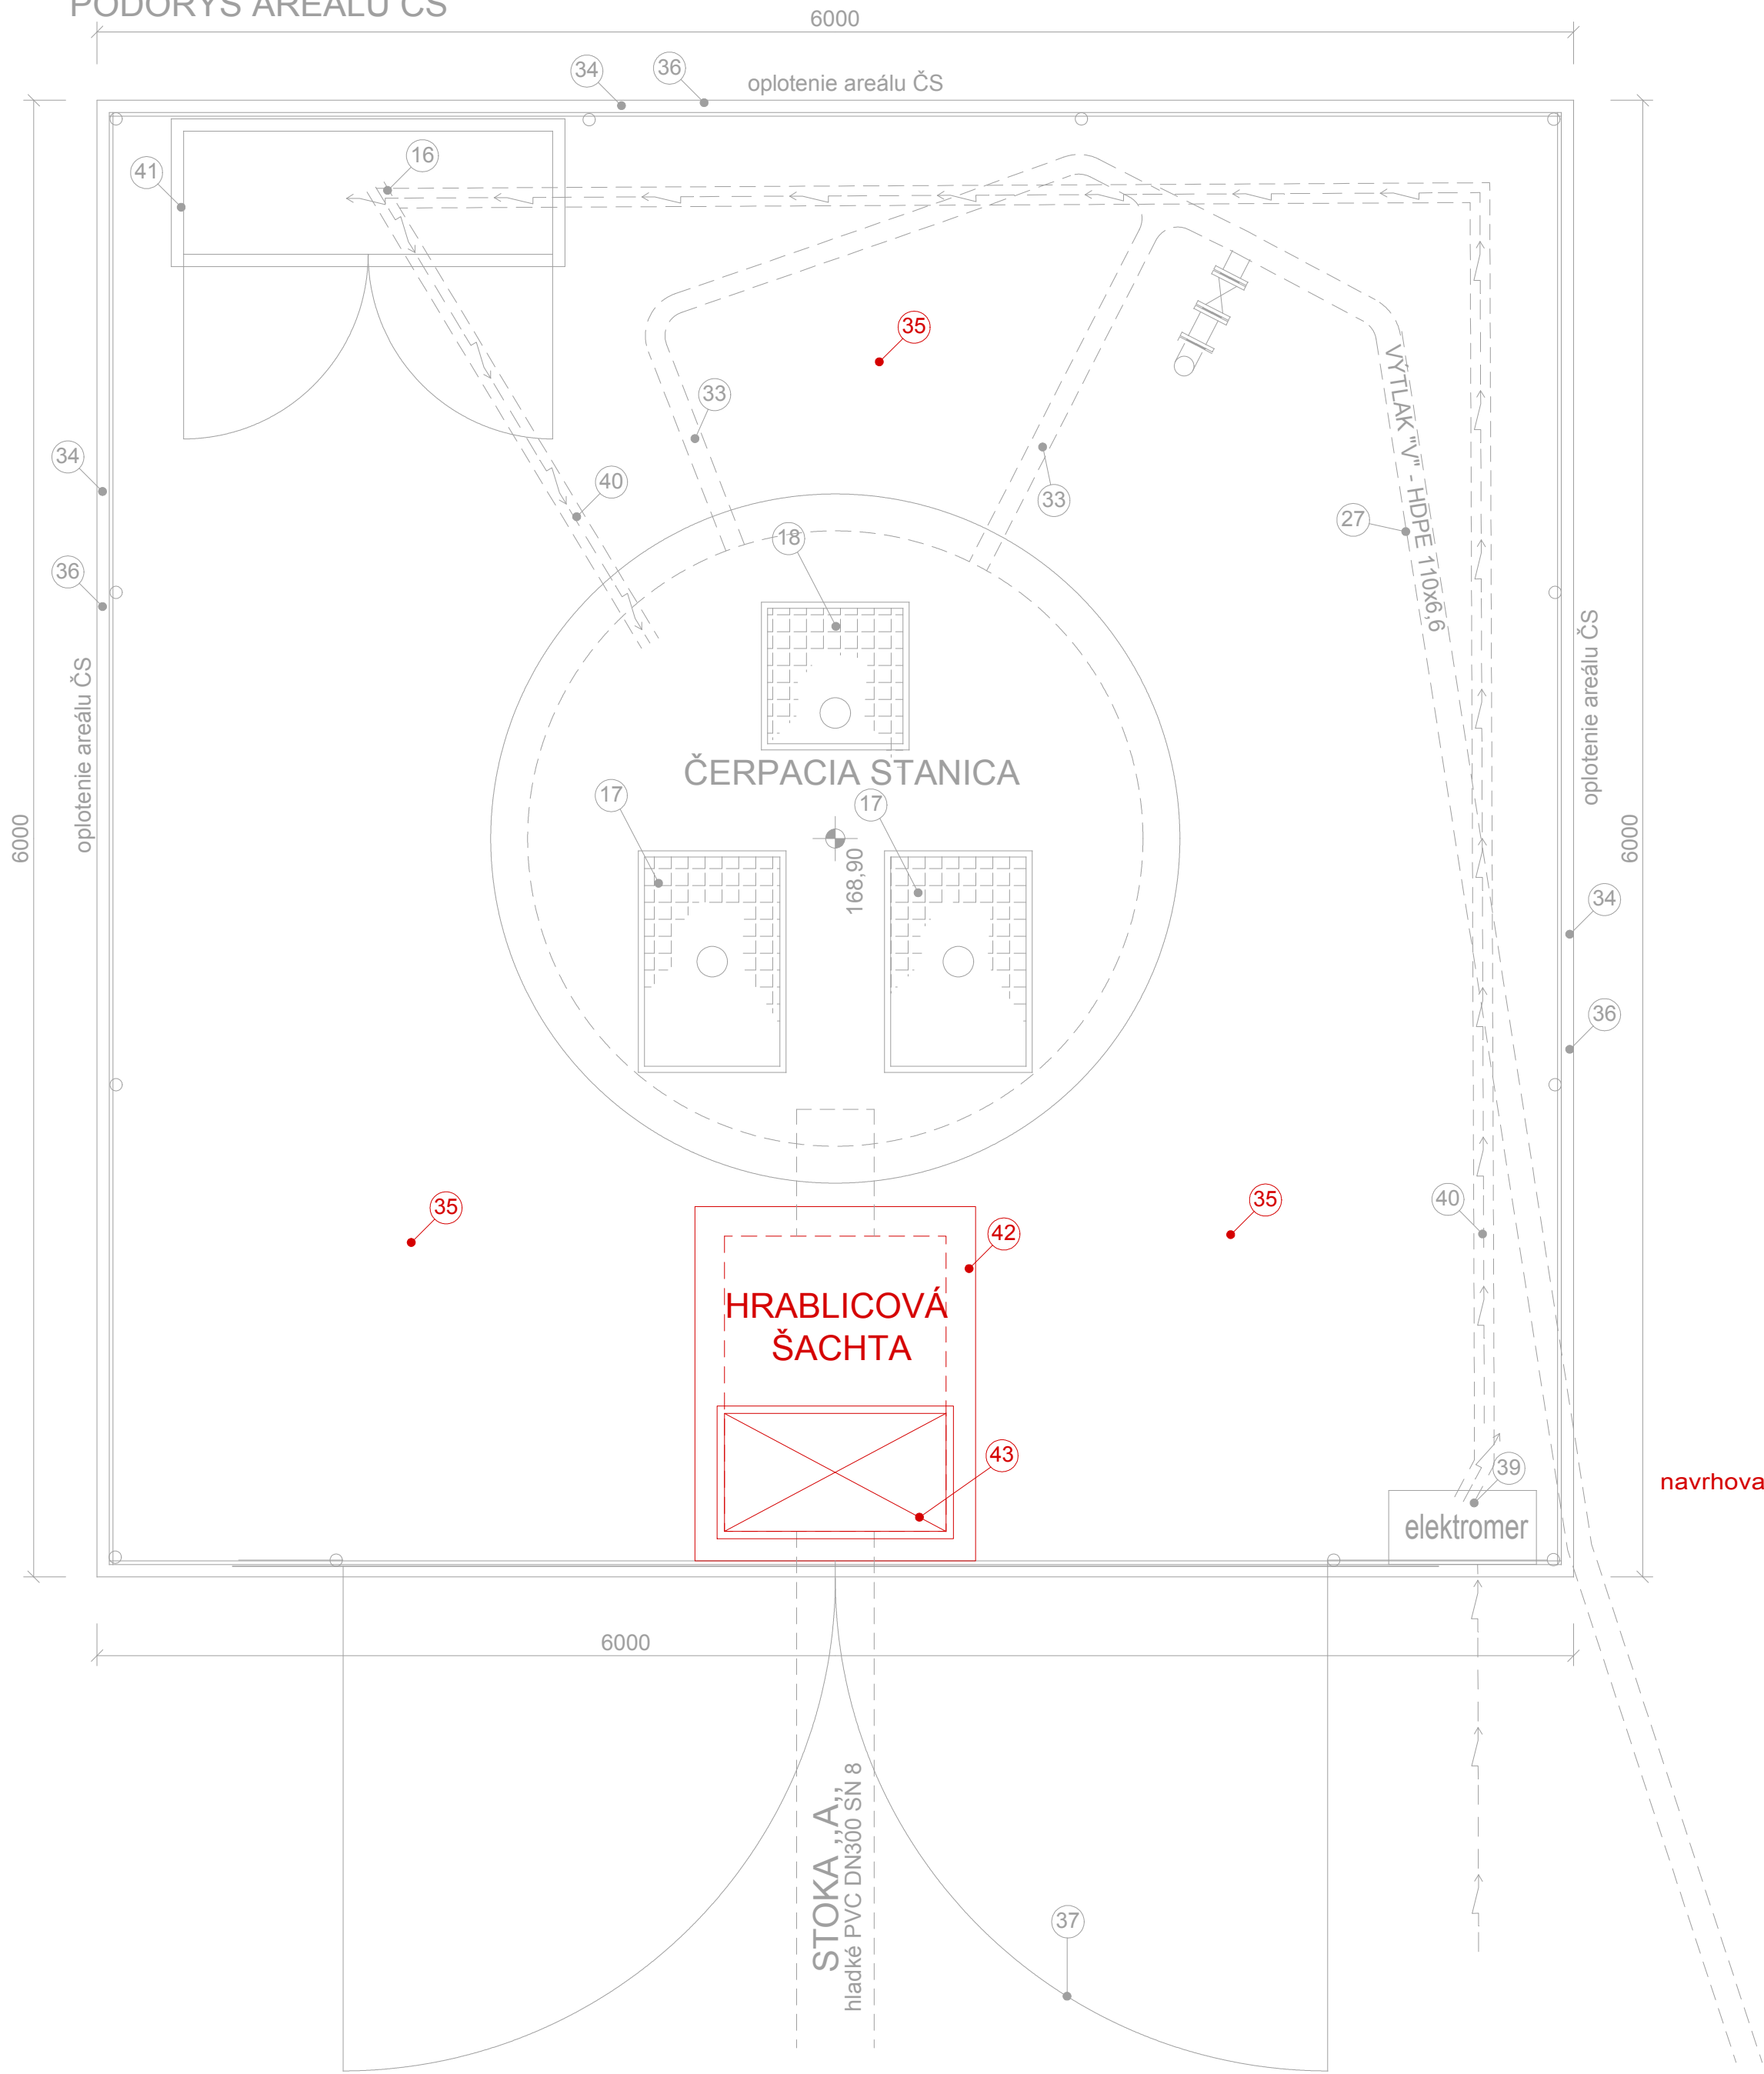 PÔDORYS AREÁLU ČS
6000
34
36
oplotenie areálu ČS
16
41
35
33
34
40
33
27
VÝTLAK "V" - HDPE 110x6,6
18
36
oplotenie areálu ČS
oplotenie areálu ČS
ČERPACIA STANICA
17
17
6000
6000
168,90
34
36
35
35
40
42
HRABLICOVÁ
ŠACHTA
43
39
navrhova
elektromer
6000
STOKA ,,A,,
hladké PVC DN300 SN 8
37